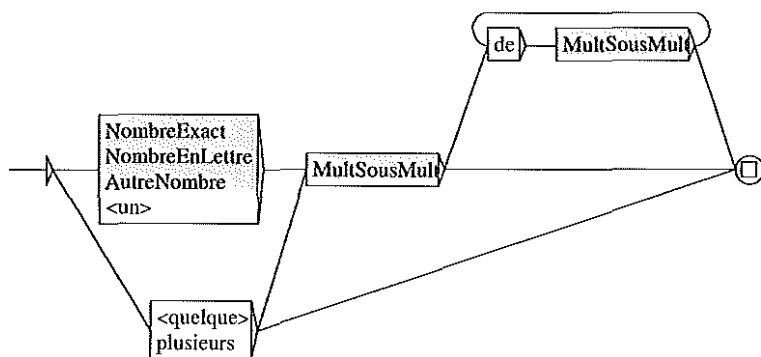 de
MultSousMult
NombreExact
NombreEnLettre
AutreNombre
<un>
MultSousMult
<quelque>
plusieurs